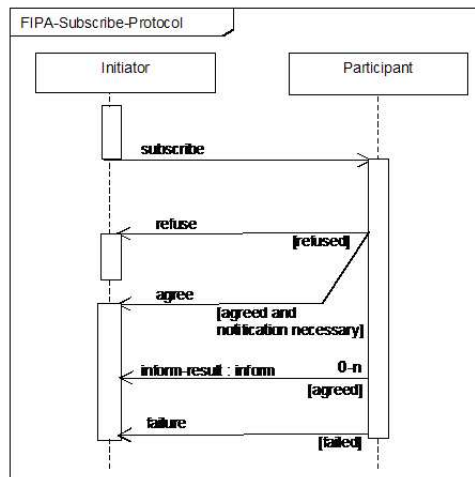 FIPA-Subscribe-Protocol
Initiator
Participant
subscribe
refuse
[refused]
agree
[agreed and
notification necessary]
inform-result : inform
0-n
[agreed]
failure
[failed]